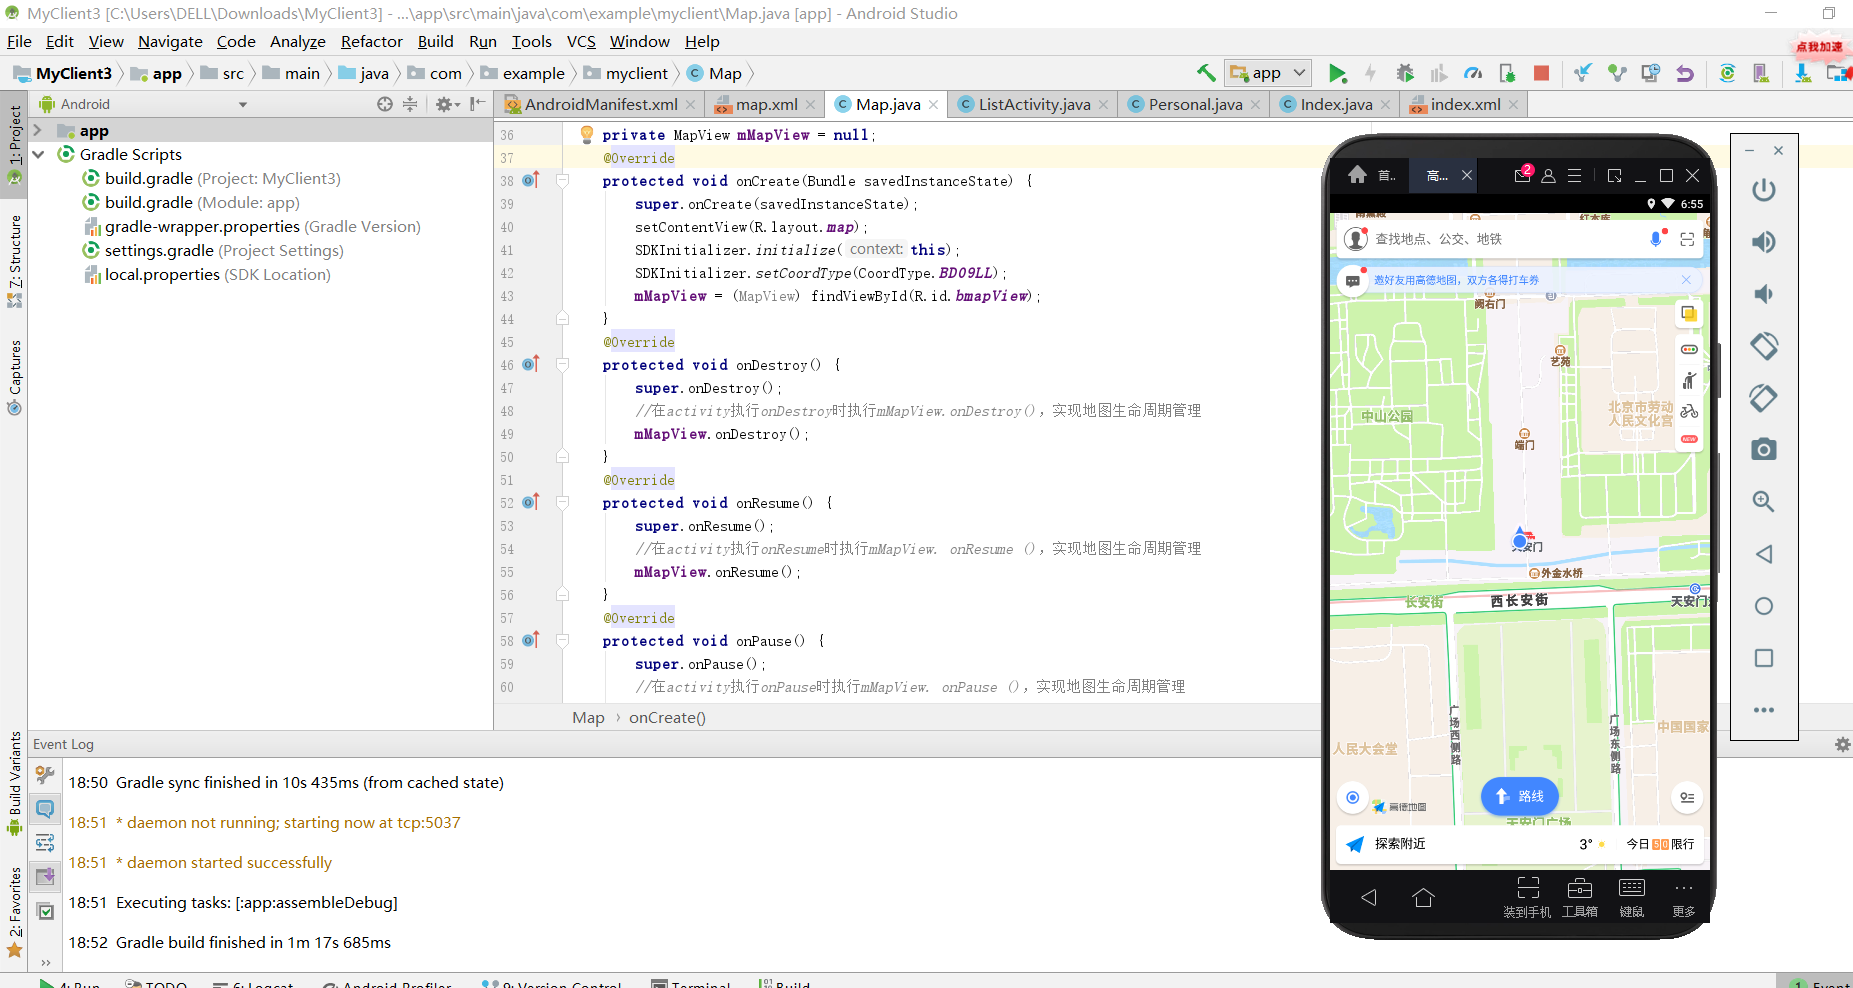 MyClient3 [C:\Users\DELL\Downloads\MyClient3] - ...\app\src\main\java\com\example\myclient\Map.java [app] - Android Studio
File Edit View Navigate Code Analyze Refactor Build Run Tools VCS Window Help
点我加速
MyClient3 app src main java com example myclient Map app
Android
AndroidManifest.xml map.xml Map.java ListActivity.java Personal.java Index.java index.xml
1: Project
7: Structure
Captures
Build Variants
2: Favorites
app
Gradle Scripts
build.gradle (Project: MyClient3)
build.gradle (Module: app)
gradle-wrapper.properties (Gradle Version)
settings.gradle (Project Settings)
local.properties (SDK Location)
36 private MapView mMapView = null;
37 @Override
38 protected void onCreate(Bundle savedInstanceState) {
39 super.onCreate(savedInstanceState);
40 setContentView(R.layout.map);
41 SDKInitializer.initialize( context: this);
42 SDKInitializer.setCoordType(CoordType.BD09LL);
43 mMapView = (MapView) findViewById(R.id.bmapView);
44 }
45 @Override
46 protected void onDestroy() {
47 super.onDestroy();
48 //在activity执行onDestroy时执行mMapView.onDestroy(),实现地图生命周期管理
49 mMapView.onDestroy();
50 }
51 @Override
52 protected void onResume() {
53 super.onResume();
54 //在activity执行onResume时执行mMapView. onResume (),实现地图生命周期管理
55 mMapView.onResume();
56 }
57 @Override
58 protected void onPause() {
59 super.onPause();
60 //在activity执行onPause时执行mMapView. onPause (),实现地图生命周期管理
Map › onCreate()
Event Log
18:50 Gradle sync finished in 10s 435ms (from cached state)
18:51 * daemon not running; starting now at tcp:5037
18:51 * daemon started successfully
18:51 Executing tasks: [:app:assembleDebug]
18:52 Gradle build finished in 1m 17s 685ms
4: Run TODO 6: Logcat Android Profiler 9: Version Control Terminal Build 1 Event
首.. 高... 2
6:55
查找地点、公交、地铁
邀好友用高德地图，双方各得打车券
阙右门
艺苑
中山公园
北京市劳动
人民文化宫
端门
NEW
天安门
外金水桥
长安街 西长安街 天安门东
广场西侧路
广场东侧路
中国国家
人民大会堂
高德地图
路线
天安门广场
探索附近 3° 今日50限行
装到手机 工具箱 键鼠 更多